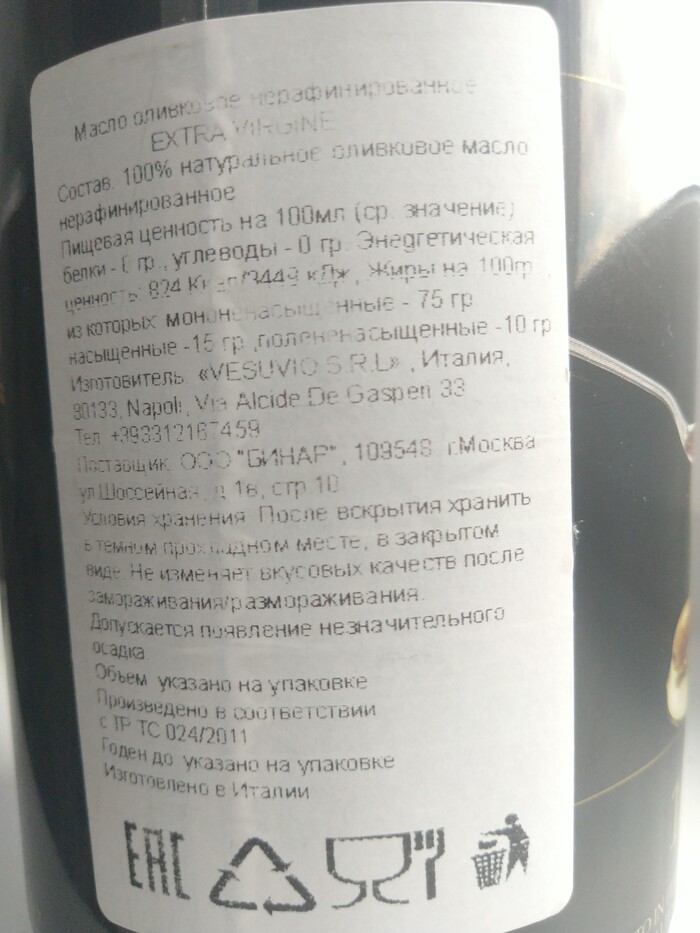 Масло оливковое нерафинированное
EXTRA VIRGINE
Состав: 100% натуральное оливковое масло
нерафинированное
Пищевая ценность на 100мл (ср. значение)
белки - 0 гр., углеводы - 0 гр. Энедгетическая
ценность: 824 Ккал/3449 кДж, Жиры на 100гр.,
из которых мононенасыщенные - 75 гр
насыщенные -15 гр ,полененасыщенные -10 гр
Изготовитель: «VESUVIO S.R.L» , Италия,
80133, Napoli, Via Alcide De Gasperi 33
Тел. +393312167459
Поставщик: ООО "БИНАР", 109548 г.Москва
ул.Шоссейная, д 1в, стр.10
Условия хранения: После вскрытия хранить
в темном прохладном месте, в закрытом
виде. Не изменяет вкусовых качеств после
замораживания/размораживания.
Допускается появление незначительного
осадка.
Объем: указано на упаковке
Произведено в соответствии
с ТР ТС 024/2011
Годен до: указано на упаковке
Изготовлено в Италии
EAC